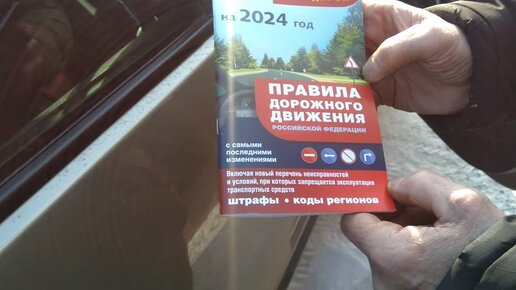 на 2024 год
ПРАВИЛА
ДОРОЖНОГО
ДВИЖЕНИЯ
РОССИЙСКОЙ ФЕДЕРАЦИИ
с самыми
последними
изменениями
Включая новый перечень неисправностей
и условий, при которых запрещается эксплуатация
транспортных средств
штрафы • коды регионов